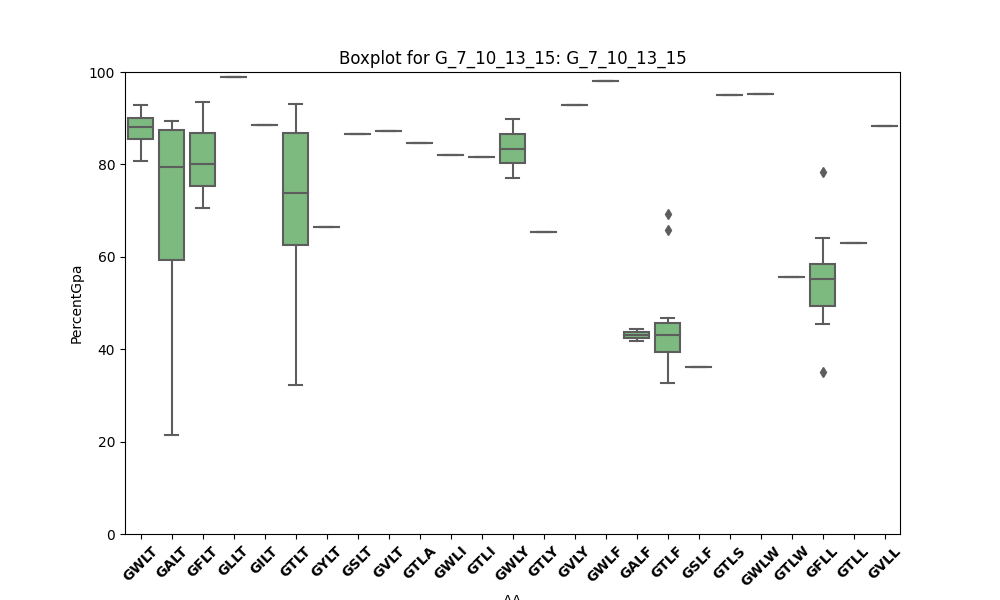 Boxplot for G_7_10_13_15: G_7_10_13_15
PercentGpa
100
80
60
40
20
0
GWLT GALT GFLT GLLT GILT GTLT GYLT GSLT GVLT GTLA GWLI GTLI GWLY GTLY GVLY GWLF GALF GTLF GSLF GTLS GWLW GTLW GFLL GTLL GVLL
AA